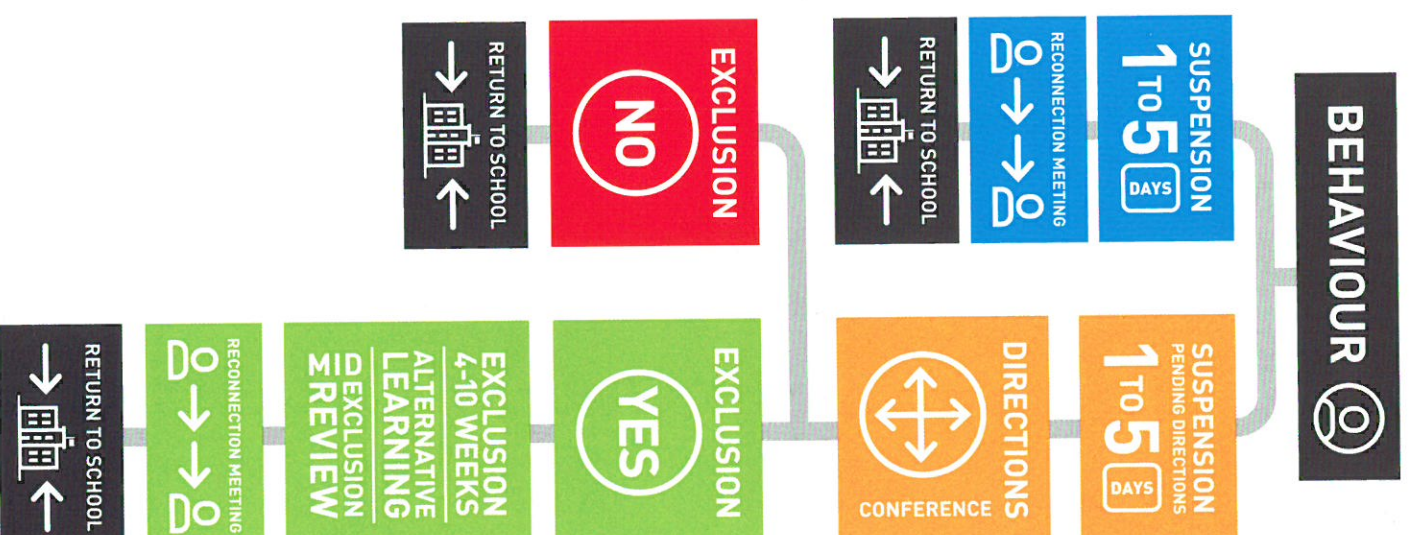 BEHAVIOUR
SUSPENSION
1 TO 5 DAYS
RECONNECTION MEETING
RETURN TO SCHOOL
SUSPENSION
PENDING DIRECTIONS
1 TO 5 DAYS
DIRECTIONS
CONFERENCE
EXCLUSION
NO
RETURN TO SCHOOL
EXCLUSION
YES
EXCLUSION
4-10 WEEKS
ALTERNATIVE
LEARNING
MID EXCLUSION
REVIEW
RECONNECTION MEETING
RETURN TO SCHOOL